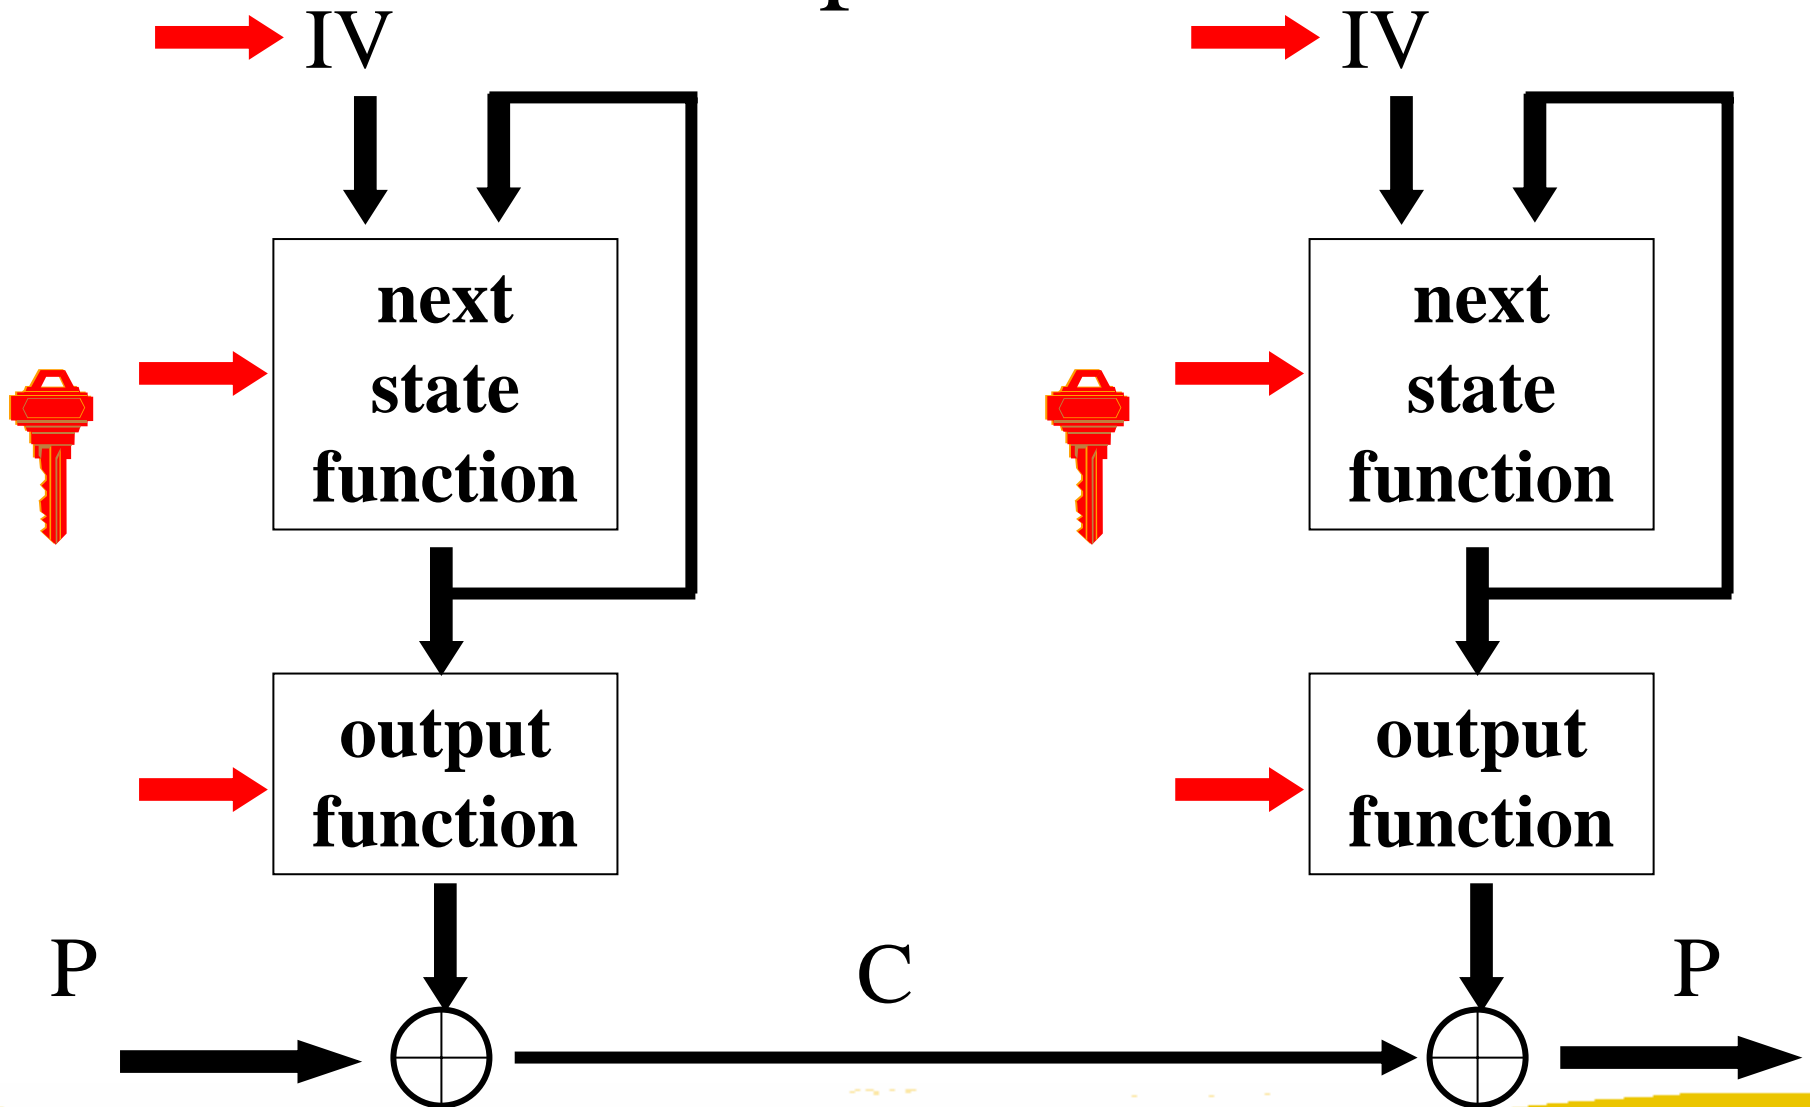 IV
next
state
function
output
function
P
IV
next
state
function
output
function
C
P